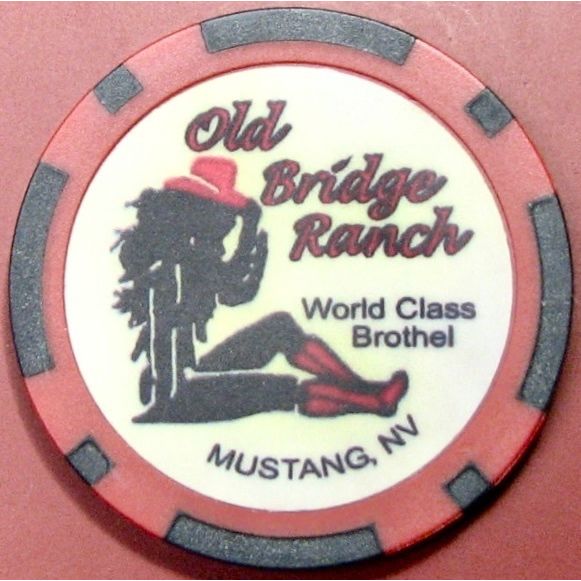 Old
Bridge
Ranch
World Class
Brothel
MUSTANG, NV